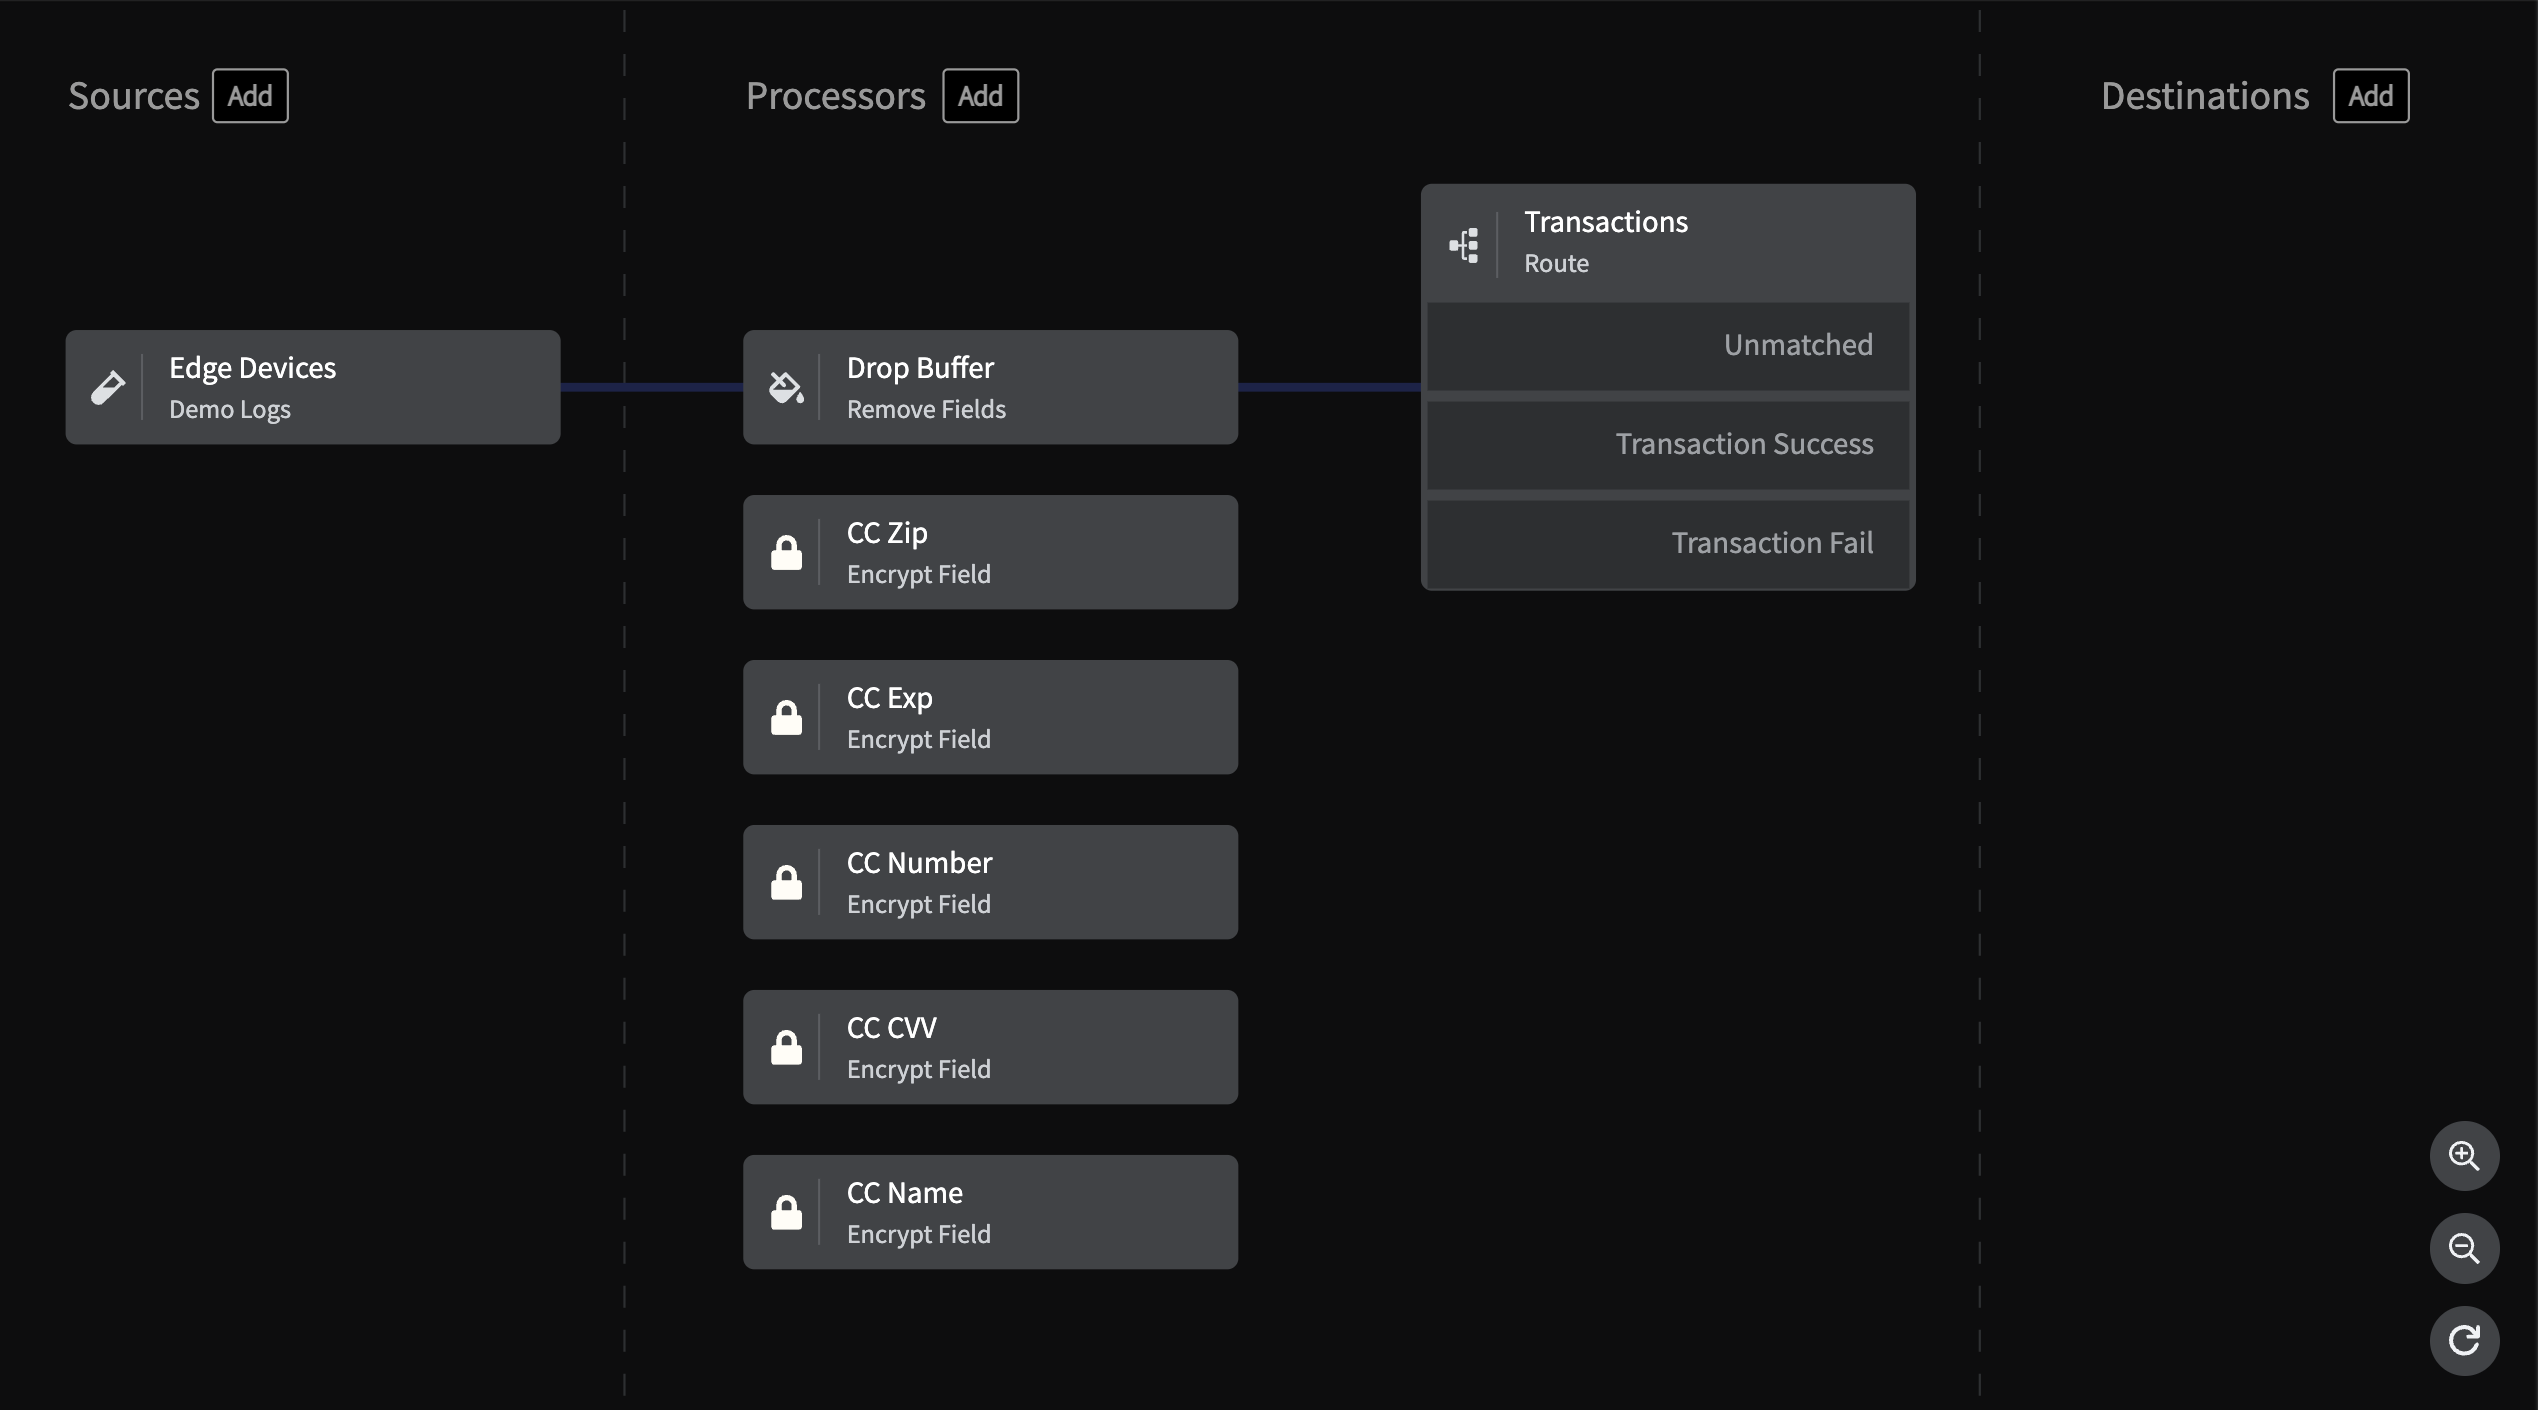 Sources
Add
Processors
Add
Destinations
Add
Edge Devices
Demo Logs
Drop Buffer
Remove Fields
CC Zip
Encrypt Field
CC Exp
Encrypt Field
CC Number
Encrypt Field
CC CVV
Encrypt Field
CC Name
Encrypt Field
Transactions
Route
Unmatched
Transaction Success
Transaction Fail